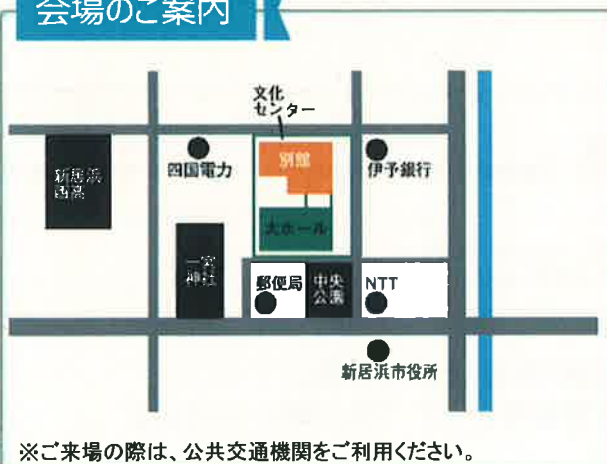 会場のご案内
文化
センター
四国電力
別館
伊予銀行
新居浜
西高
大ホール
一宮
神社
郵便局
中央
公園
NTT
新居浜市役所
※ご来場の際は、公共交通機関をご利用ください。